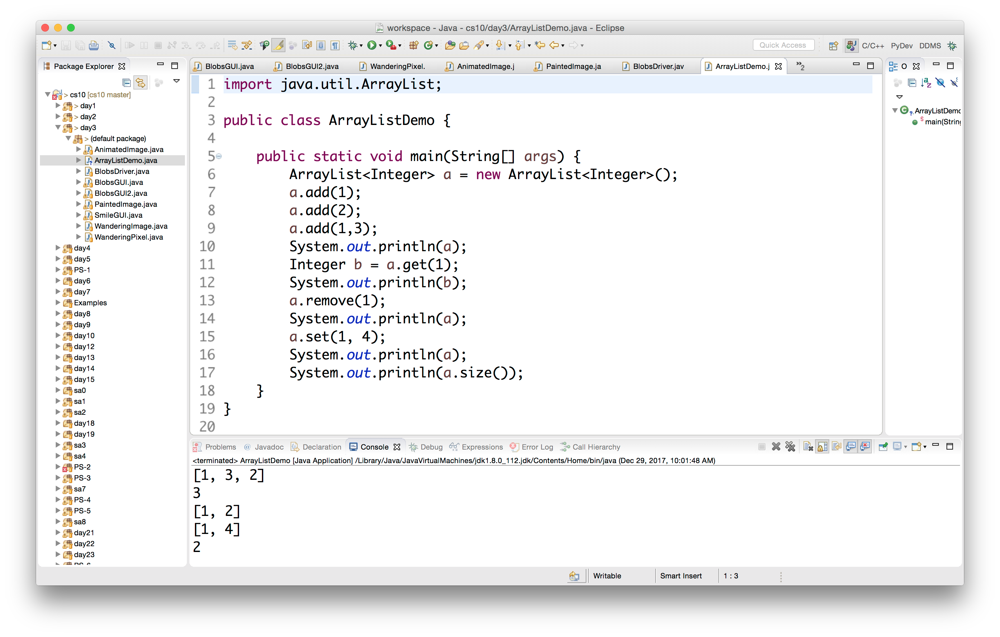 workspace - Java - cs10/day3/ArrayListDemo.java - Eclipse
Quick Access
C/C++ PyDev DDMS
Package Explorer
> cs10 [cs10 master]
> day1
> day2
> day3
> (default package)
AnimatedImage.java
ArrayListDemo.java
BlobsDriver.java
BlobsGUI.java
BlobsGUI2.java
PaintedImage.java
SmileGUI.java
WanderingImage.java
WanderingPixel.java
day4
day5
PS-1
day6
day7
Examples
day8
day9
day10
day12
day13
day14
day15
sa0
sa1
sa2
day18
day19
sa3
sa4
PS-2
PS-3
sa7
PS-4
PS-5
sa8
day21
day22
day23
BlobsGUI.java BlobsGUI2.java WanderingPixel. AnimatedImage.j PaintedImage.ja BlobsDriver.jav ArrayListDemo.j »2
1 import java.util.ArrayList;
2
3 public class ArrayListDemo {
4
5 public static void main(String[] args) {
6 ArrayList<Integer> a = new ArrayList<Integer>();
7 a.add(1);
8 a.add(2);
9 a.add(1,3);
10 System.out.println(a);
11 Integer b = a.get(1);
12 System.out.println(b);
13 a.remove(1);
14 System.out.println(a);
15 a.set(1, 4);
16 System.out.println(a);
17 System.out.println(a.size());
18 }
19 }
20
O
ArrayListDemo
main(String
Problems @ Javadoc Declaration Console Debug Expressions Error Log Call Hierarchy
<terminated> ArrayListDemo [Java Application] /Library/Java/JavaVirtualMachines/jdk1.8.0_112.jdk/Contents/Home/bin/java (Dec 29, 2017, 10:01:48 AM)
[1, 3, 2]
3
[1, 2]
[1, 4]
2
Writable Smart Insert 1 : 3